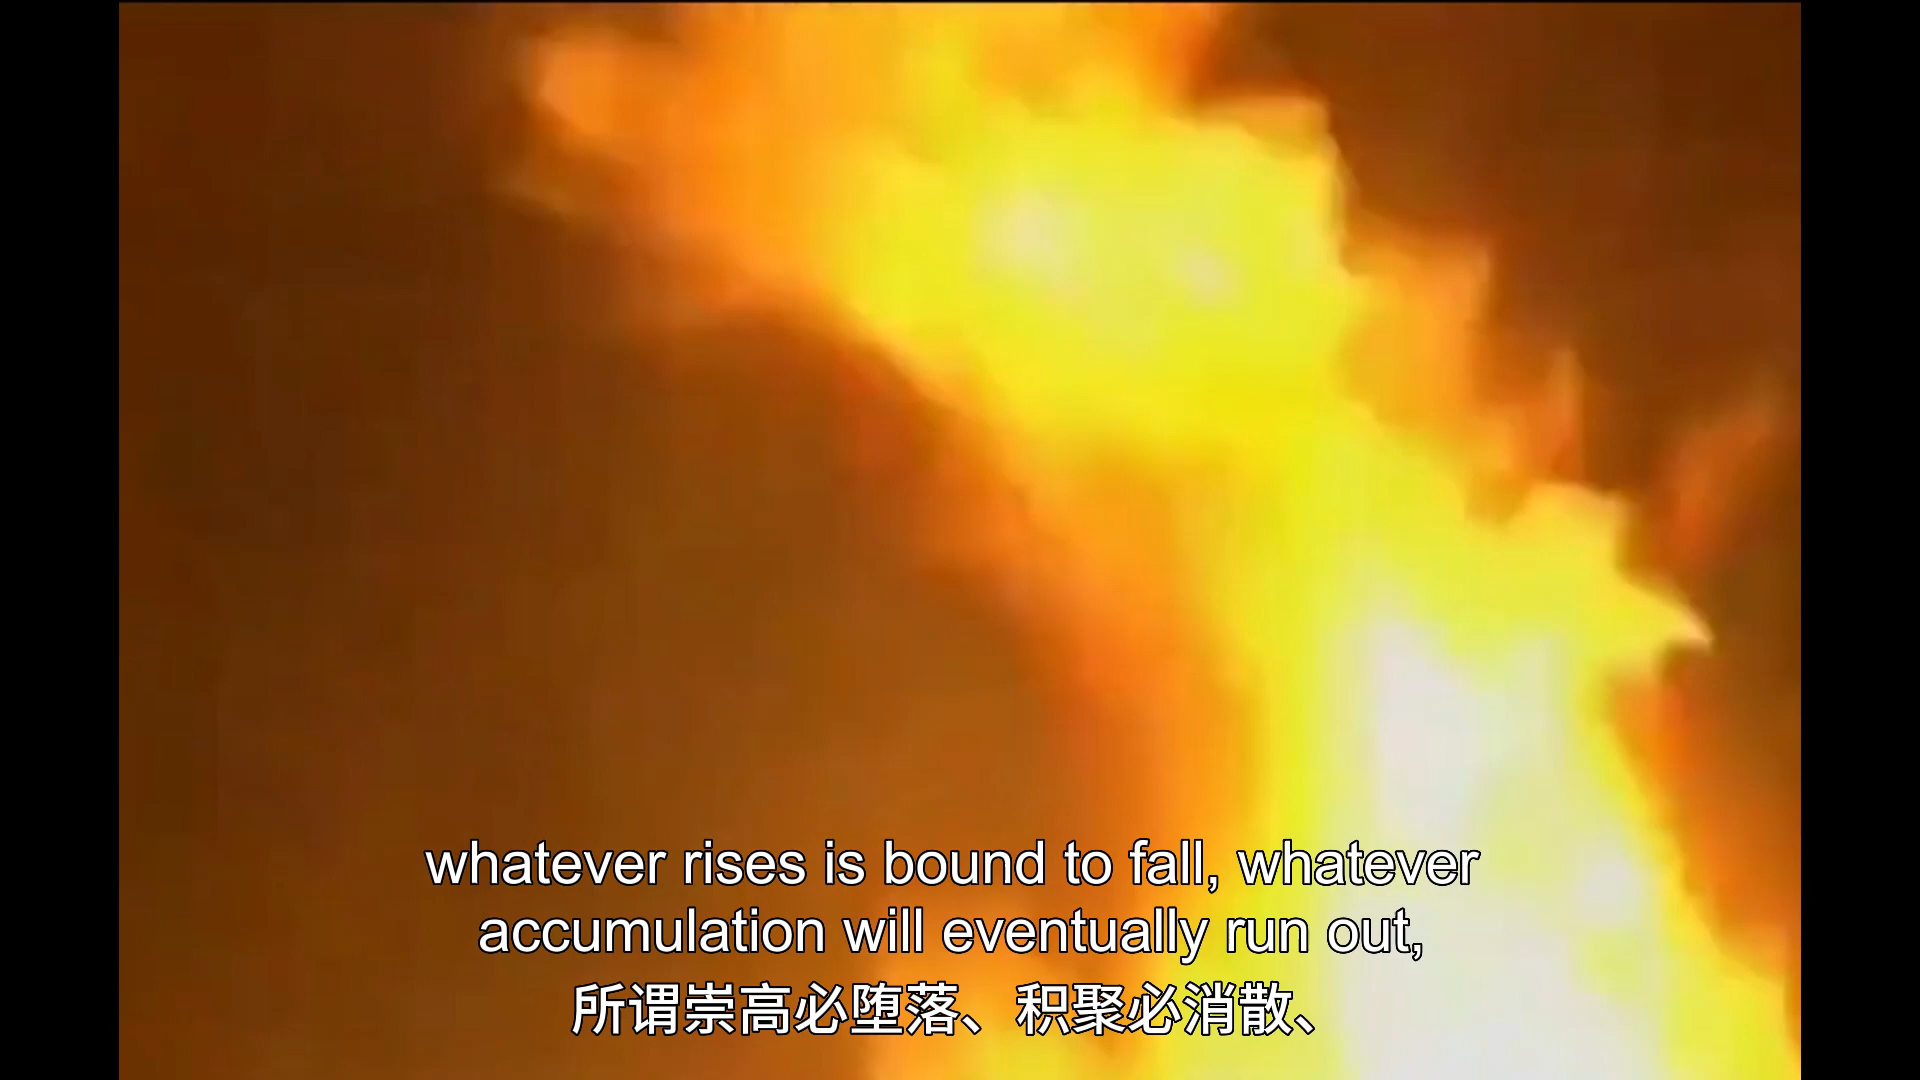 whatever rises is bound to fall, whatever
accumulation will eventually run out,
所谓崇高必堕落、积聚必消散、